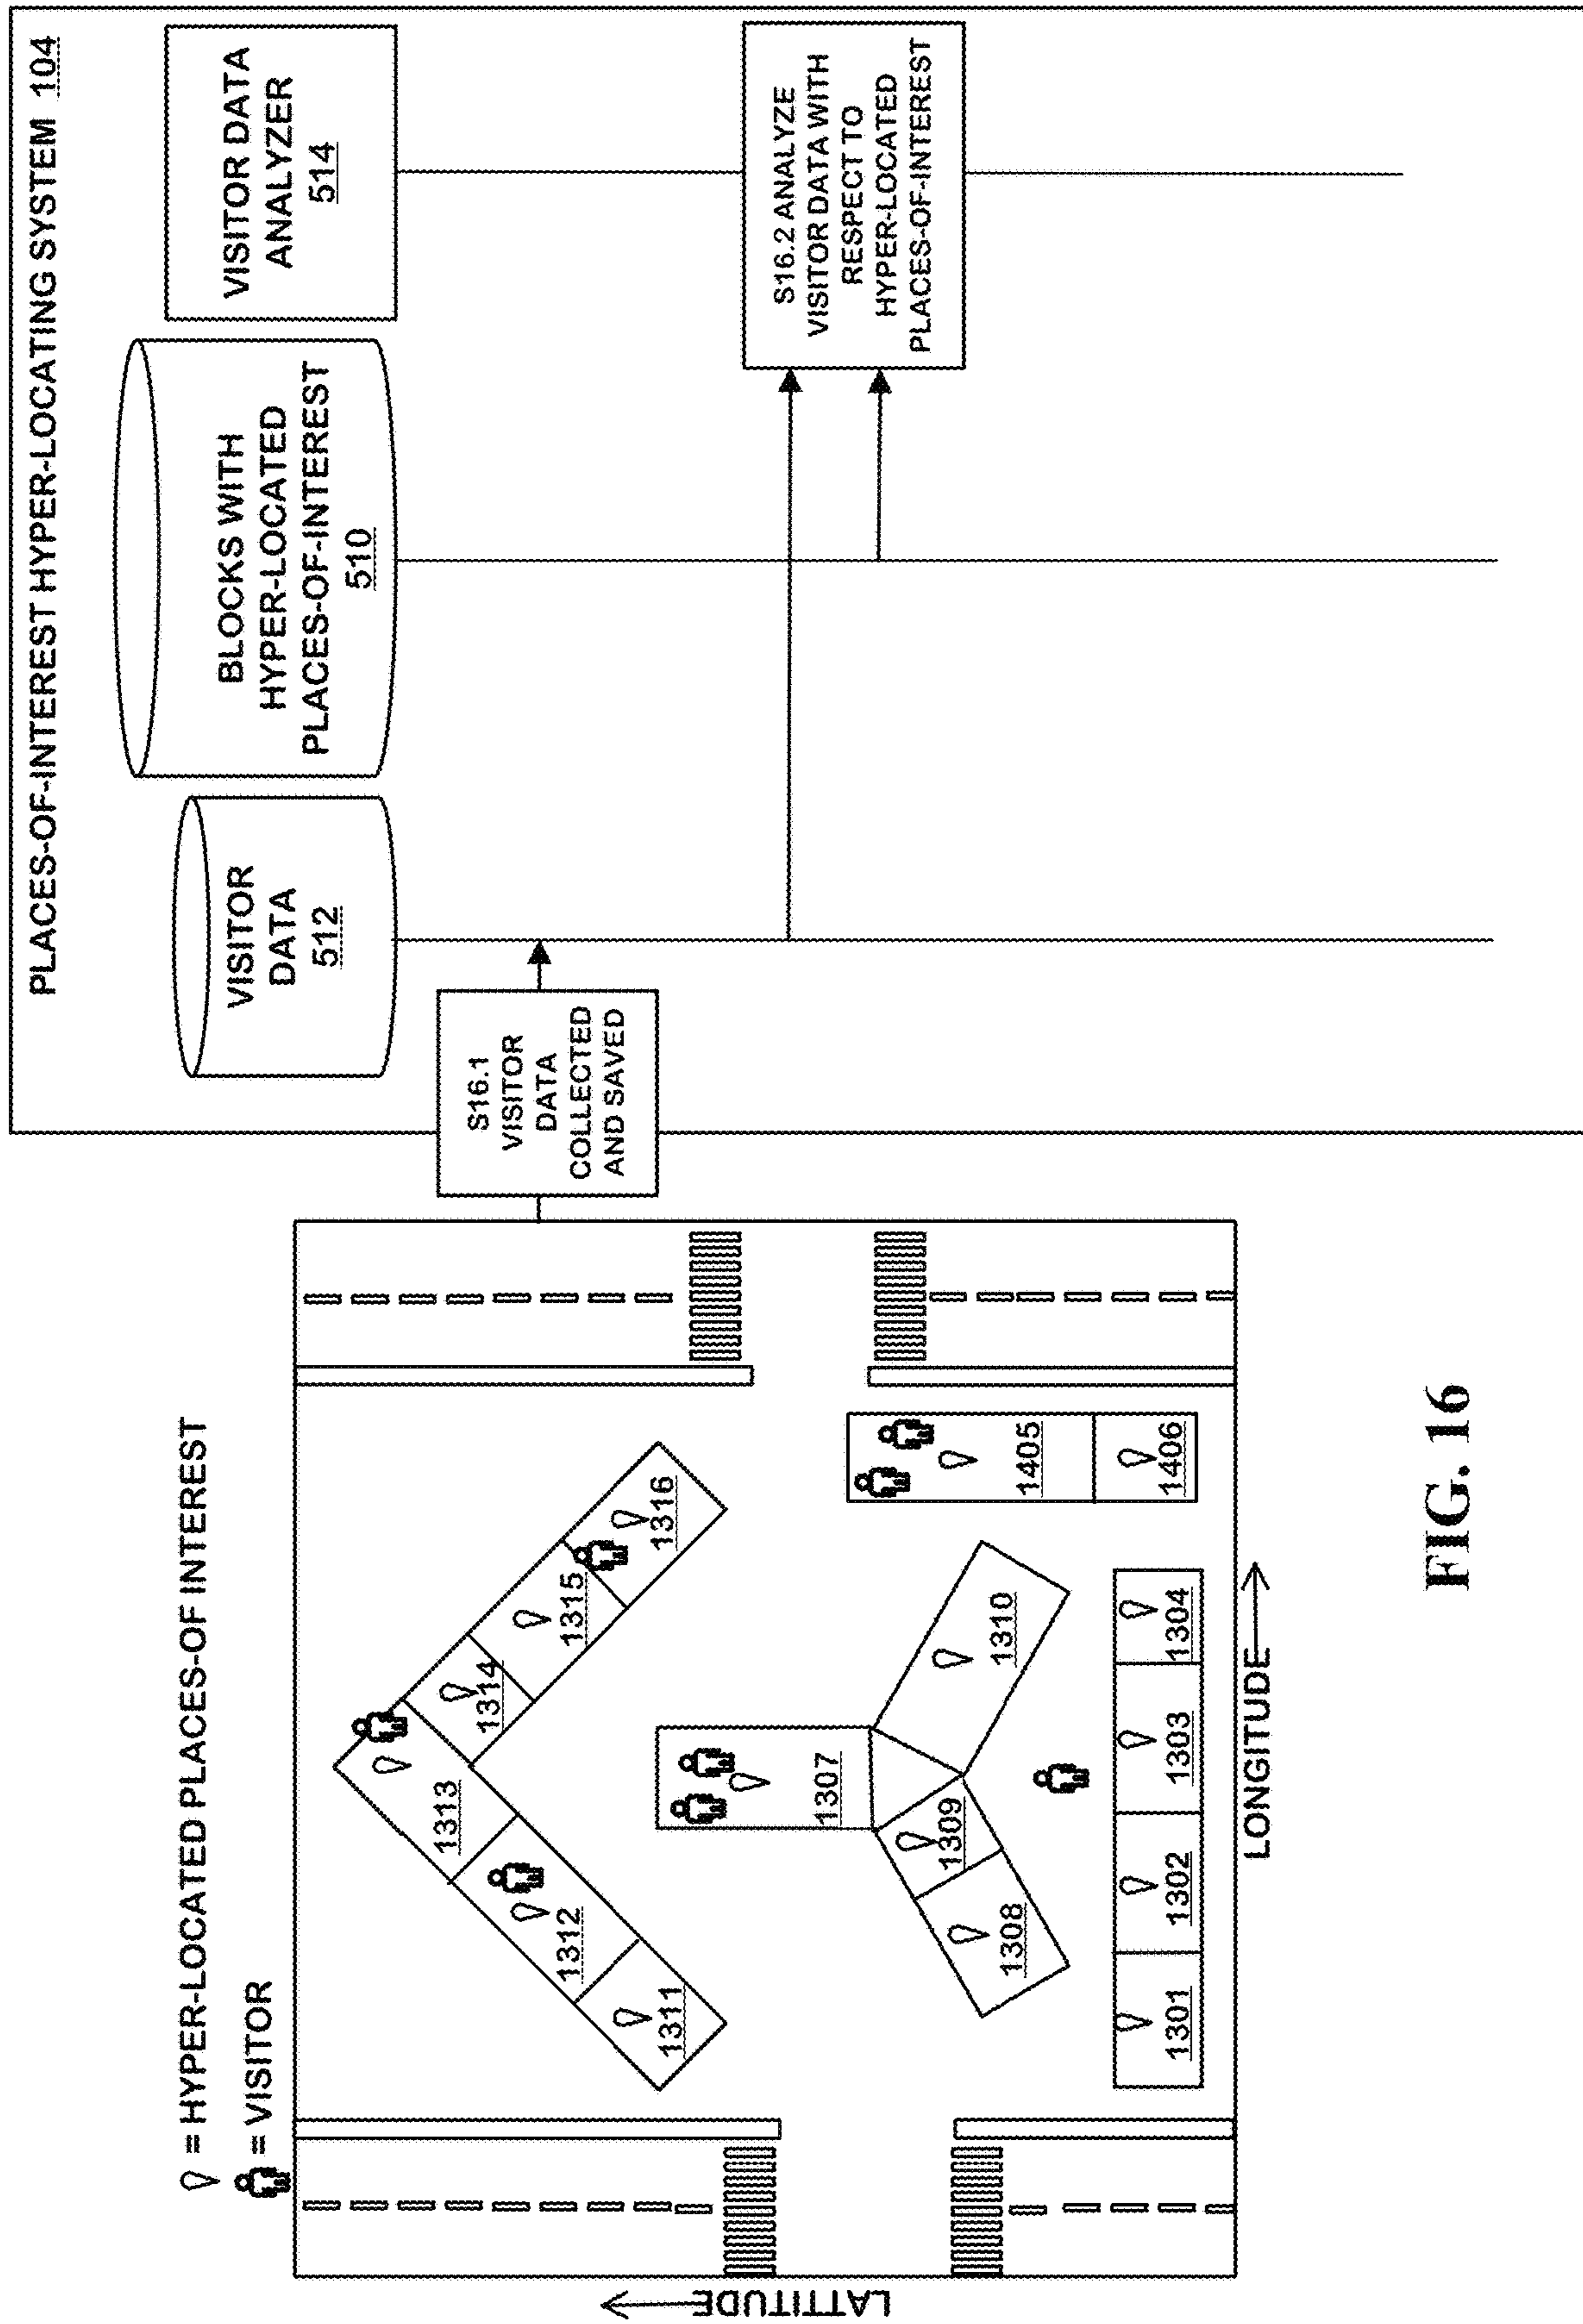 PLACES-OF-INTEREST HYPER-LOCATING SYSTEM 104
VISITOR
DATA
512
BLOCKS WITH
HYPER-LOCATED
PLACES-OF-INTEREST
510
VISITOR DATA
ANALYZER
514
S16.1
VISITOR
DATA
COLLECTED
AND SAVED
S16.2 ANALYZE
VISITOR DATA WITH
RESPECT TO
HYPER-LOCATED
PLACES-OF-INTEREST
= HYPER-LOCATED PLACES-OF INTEREST
= VISITOR
1313
1314
1312
1315
1311
1316
1307
1309
1308
1310
1405
1406
1301
1302
1303
1304
LATTITUDE
LONGITUDE
FIG. 16